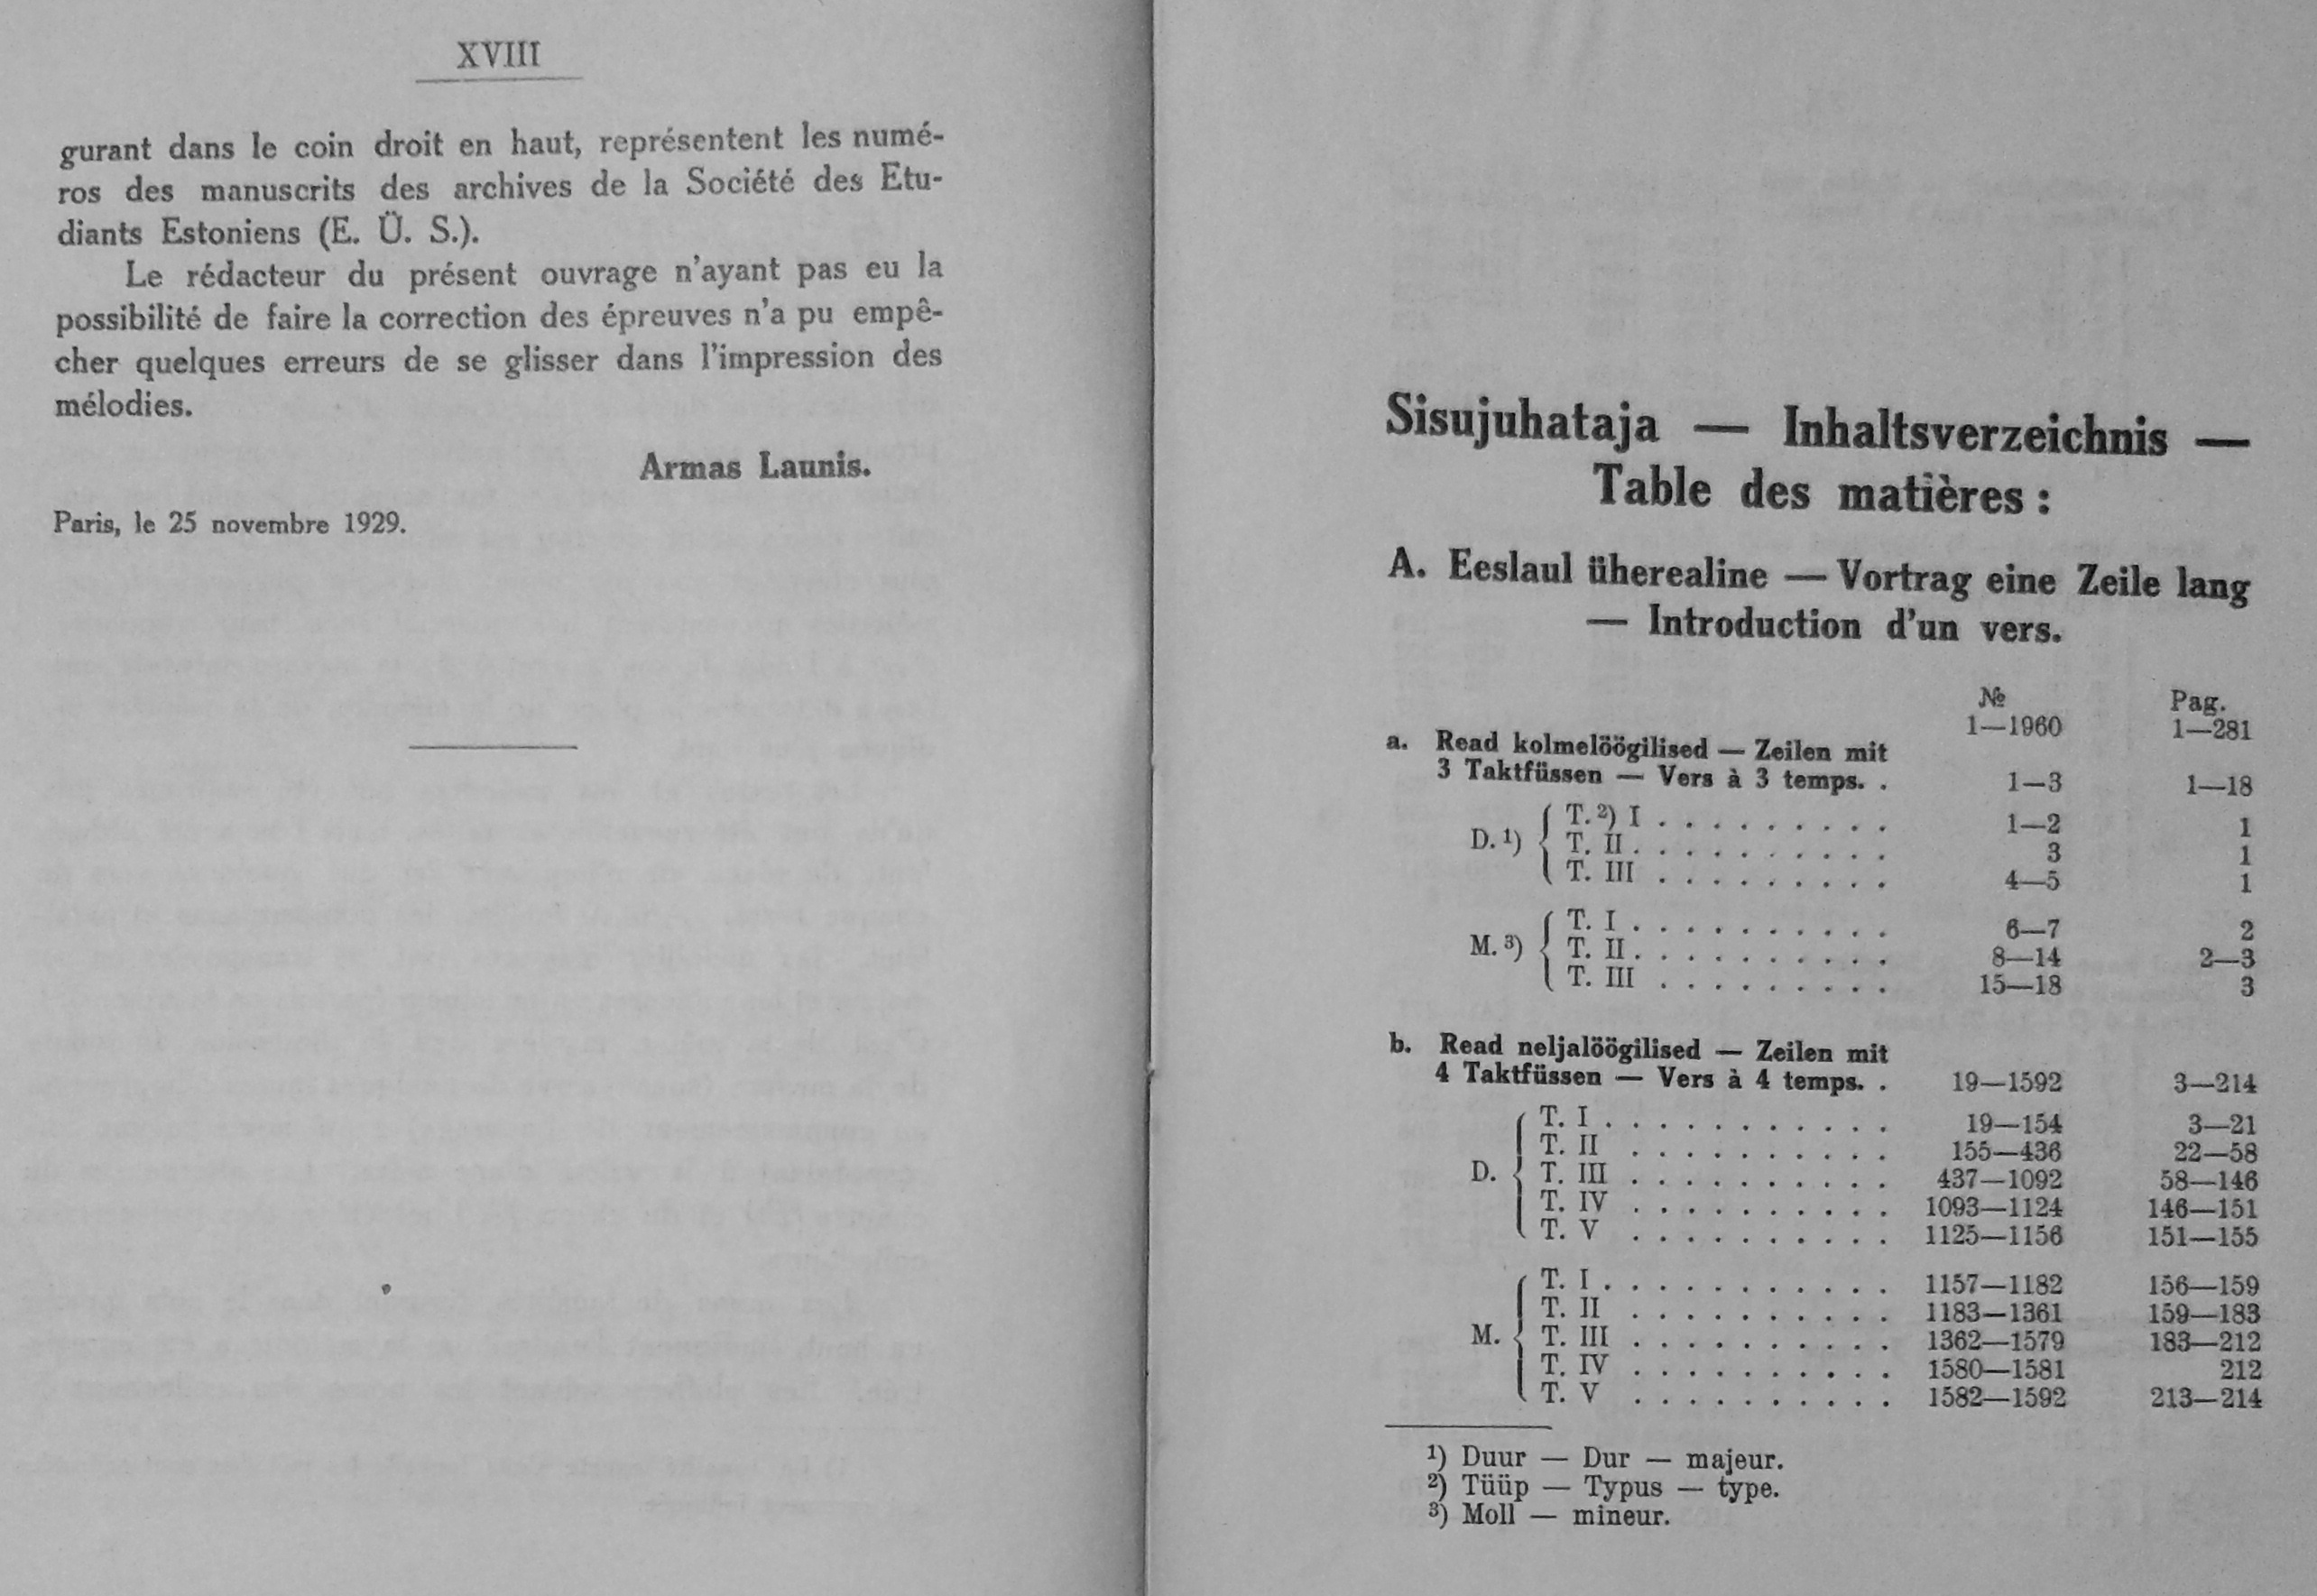 XVIII
gurant dans le coin droit en haut, représentent les numé-
ros des manuscrits des archives de la Société des Etu-
diants Estoniens (E. Ü. S.).
Le rédacteur du présent ouvrage n'ayant pas eu la
possibilité de faire la correction des épreuves n'a pu empê-
cher quelques erreurs de se glisser dans l'impression des
mélodies.
Armas Launis.
Paris, le 25 novembre 1929.
Sisujuhataja — Inhaltsverzeichnis —
Table des matières:
A. Eeslaul üherealine — Vortrag eine Zeile lang
— Introduction d'un vers.
№ Pag.
1—1960 1—281
a. Read kolmelöögilised — Zeilen mit
3 Taktfüssen — Vers à 3 temps. . 1—3 1—18
D.¹) { T.²) I . . . . . . . . . 1—2 1
T. II . . . . . . . . . . 3 1
T. III . . . . . . . . . 4—5 1
M.³) { T. I . . . . . . . . . . 6—7 2
T. II . . . . . . . . . . 8—14 2—3
T. III . . . . . . . . . 15—18 3
b. Read neljalöögilised — Zeilen mit
4 Taktfüssen — Vers à 4 temps. . 19—1592 3—214
D. { T. I . . . . . . . . . . . 19—154 3—21
T. II . . . . . . . . . . 155—436 22—58
T. III . . . . . . . . . . 437—1092 58—146
T. IV . . . . . . . . . . 1093—1124 146—151
T. V . . . . . . . . . . 1125—1156 151—155
M. { T. I . . . . . . . . . . . 1157—1182 156—159
T. II . . . . . . . . . . 1183—1361 159—183
T. III . . . . . . . . . . 1362—1579 183—212
T. IV . . . . . . . . . . 1580—1581 212
T. V . . . . . . . . . . 1582—1592 213—214
¹) Duur — Dur — majeur.
²) Tüüp — Typus — type.
³) Moll — mineur.